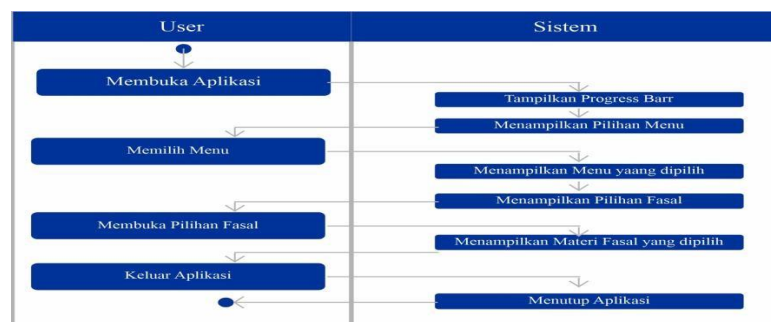 User
Sistem
Membuka Aplikasi
Tampilkan Progress Barr
Menampilkan Pilihan Menu
Memilih Menu
Menampilkan Menu yaang dipilih
Menampilkan Pilihan Fasal
Membuka Pilihan Fasal
Menampilkan Materi Fasal yang dipilih
Keluar Aplikasi
Menutup Aplikasi